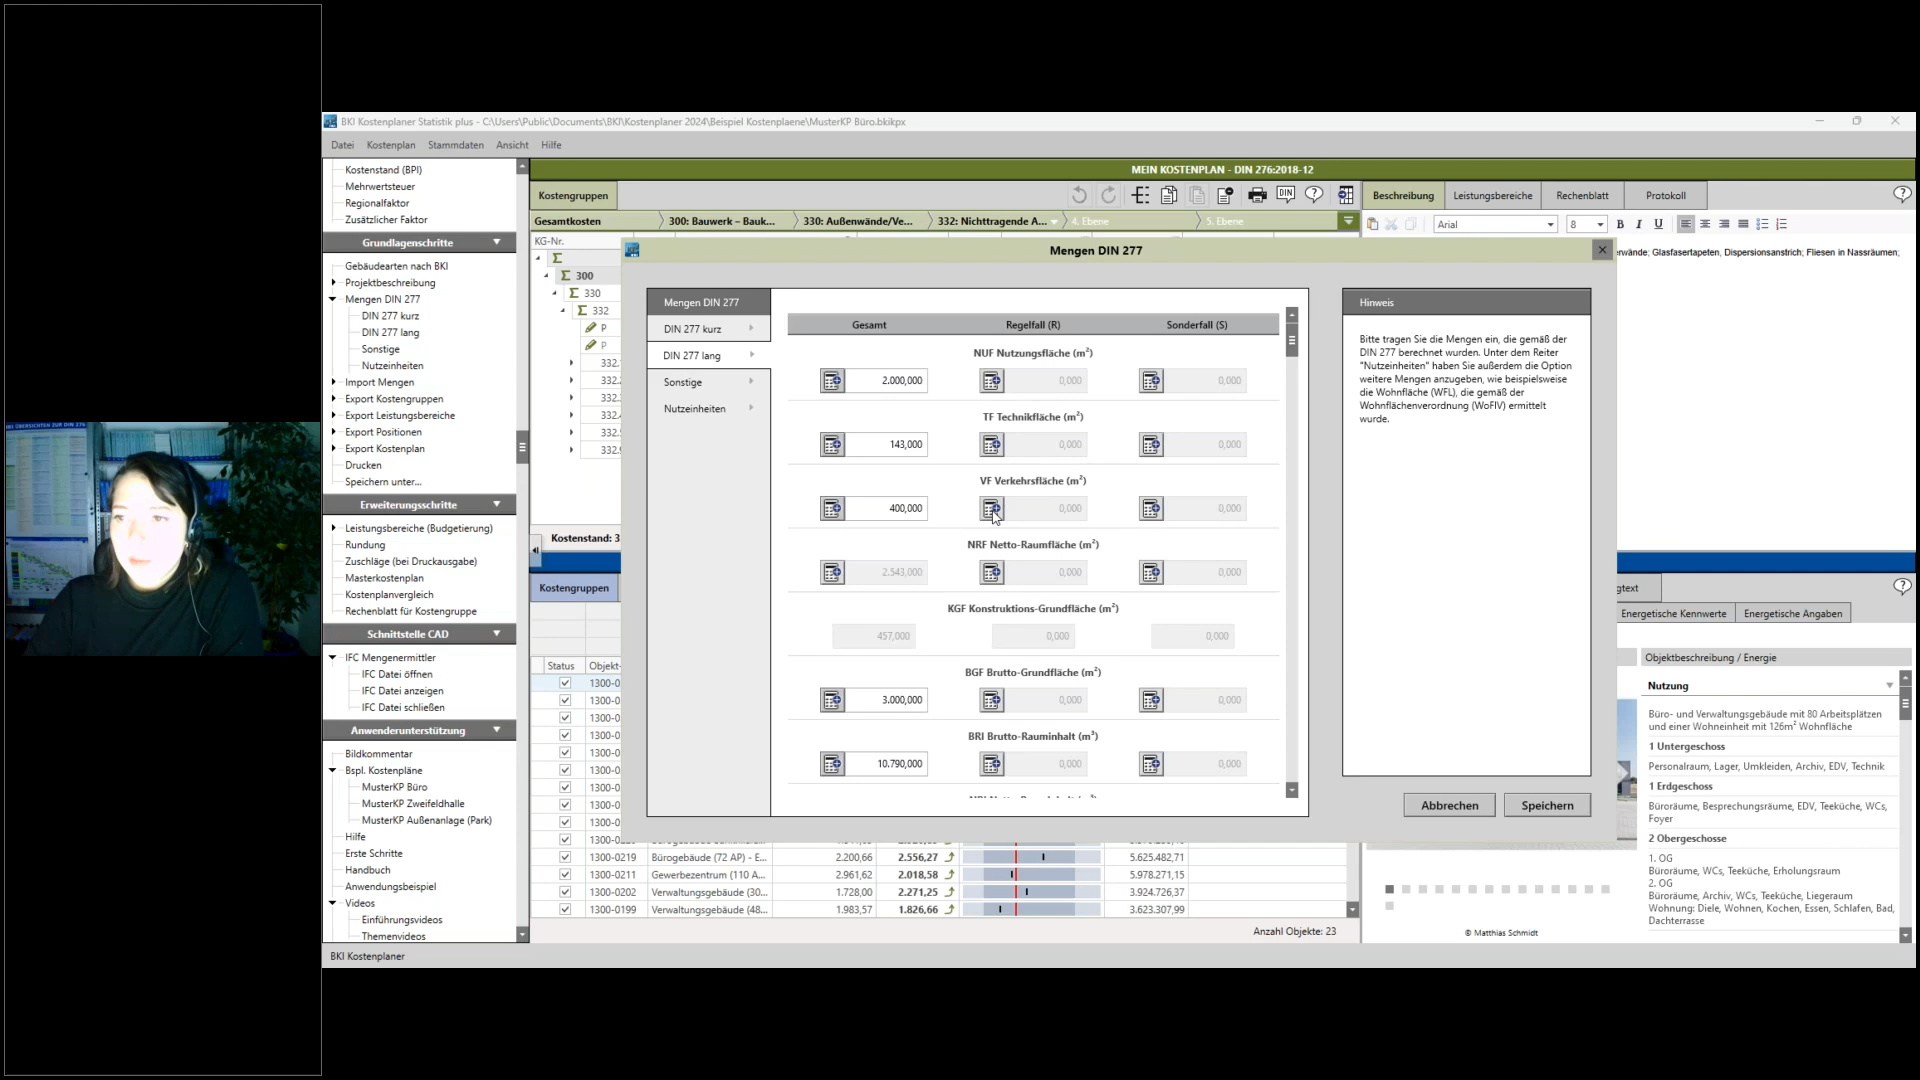 BKI Kostenplaner Statistik plus - C:\Users\Public\Documents\BKI\Kostenplaner 2024\Beispiel Kostenplaene\MusterKP Büro.bkikpx
Datei Kostenplan Stammdaten Ansicht Hilfe
Kostenstand (BPI)
Mehrwertsteuer
Regionalfaktor
Zusätzlicher Faktor
Grundlagenschritte
Gebäudearten nach BKI
Projektbeschreibung
Mengen DIN 277
DIN 277 kurz
DIN 277 lang
Sonstige
Nutzeinheiten
Import Mengen
Export Kostengruppen
Export Leistungsbereiche
Export Positionen
Export Kostenplan
Drucken
Speichern unter...
Erweiterungsschritte
Leistungsbereiche (Budgetierung)
Rundung
Zuschläge (bei Druckausgabe)
Masterkostenplan
Kostenplanvergleich
Rechenblatt für Kostengruppe
Schnittstelle CAD
IFC Mengenermittler
IFC Datei öffnen
IFC Datei anzeigen
IFC Datei schließen
Anwenderunterstützung
Bildkommentar
Bspl. Kostenpläne
MusterKP Büro
MusterKP Zweifeldhalle
MusterKP Außenanlage (Park)
Hilfe
Erste Schritte
Handbuch
Anwendungsbeispiel
Videos
Einführungsvideos
Themenvideos
BKI Kostenplaner
MEIN KOSTENPLAN - DIN 276:2018-12
Kostengruppen
DIN
Gesamtkosten 300: Bauwerk – Bauk... 330: Außenwände/Ve... 332: Nichttragende A... 4. Ebene 5. Ebene
KG-Nr.
300
330
332
P
P
Kostenstand: 3
Kostengruppen
Status Objekt-
Mengen DIN 277
Mengen DIN 277
DIN 277 kurz
DIN 277 lang
Sonstige
Nutzeinheiten
Gesamt Regelfall (R) Sonderfall (S)
NUF Nutzungsfläche (m²)
2.000,000 0,000 0,000
TF Technikfläche (m²)
143,000 0,000 0,000
VF Verkehrsfläche (m²)
400,000 0,000 0,000
NRF Netto-Raumfläche (m²)
2.543,000 0,000 0,000
KGF Konstruktions-Grundfläche (m²)
457,000 0,000 0,000
BGF Brutto-Grundfläche (m²)
3.000,000 0,000 0,000
BRI Brutto-Rauminhalt (m³)
10.790,000 0,000 0,000
Hinweis
Bitte tragen Sie die Mengen ein, die gemäß der
DIN 277 berechnet wurden. Unter dem Reiter
"Nutzeinheiten" haben Sie außerdem die Option
weitere Mengen anzugeben, wie beispielsweise
die Wohnfläche (WFL), die gemäß der
Wohnflächenverordnung (WoFlV) ermittelt
wurde.
Abbrechen Speichern
1300-0219 Bürogebäude (72 AP) - E... 2.200,66 2.556,27 5.625.482,71
1300-0211 Gewerbezentrum (110 A... 2.961,62 2.018,58 5.978.271,15
1300-0202 Verwaltungsgebäude (30... 1.728,00 2.271,25 3.924.726,37
1300-0199 Verwaltungsgebäude (48... 1.983,57 1.826,66 3.623.307,99
Anzahl Objekte: 23
Beschreibung Leistungsbereiche Rechenblatt Protokoll
Arial 8 B I U
wände; Glasfasertapeten, Dispersionsanstrich; Fliesen in Nassräumen;
Energetische Kennwerte Energetische Angaben
Objektbeschreibung / Energie
Nutzung
Büro- und Verwaltungsgebäude mit 80 Arbeitsplätzen
und einer Wohneinheit mit 126m² Wohnfläche
1 Untergeschoss
Personalraum, Lager, Umkleiden, Archiv, EDV, Technik
1 Erdgeschoss
Büroräume, Besprechungsräume, EDV, Teeküche, WCs,
Foyer
2 Obergeschosse
1. OG
Büroräume, WCs, Teeküche, Erholungsraum
2. OG
Büroräume, Archiv, WCs, Teeküche, Liegeraum
Wohnung: Diele, Wohnen, Kochen, Essen, Schlafen, Bad,
Dachterrasse
© Matthias Schmidt